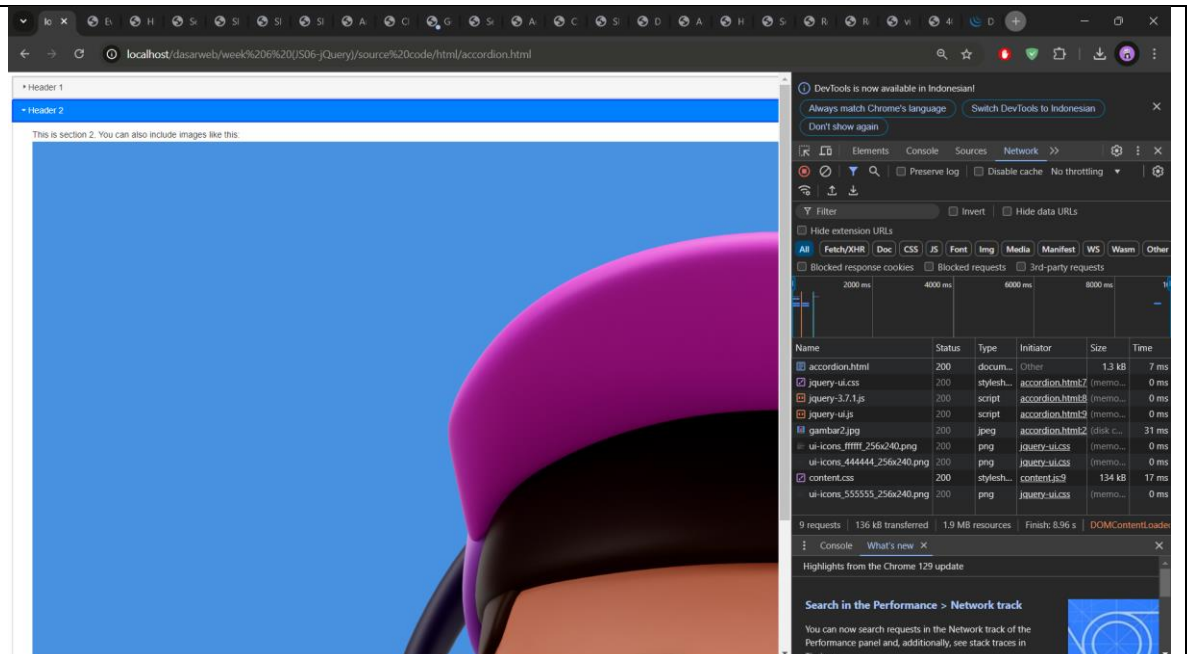 lo
Ev
H
Se
Sl
Sl
Sl
A
Cl
G
Se
A
C
Sl
D
A
H
S
R
R
vi
4(
D
localhost/dasarweb/week%206%20(JS06-jQuery)/source%20code/html/accordion.html
Header 1
Header 2
This is section 2. You can also include images like this:
DevTools is now available in Indonesian!
Always match Chrome's language
Switch DevTools to Indonesian
Don't show again
Elements Console Sources Network
Preserve log Disable cache No throttling
Filter Invert Hide data URLs
Hide extension URLs
All Fetch/XHR Doc CSS JS Font Img Media Manifest WS Wasm Other
Blocked response cookies Blocked requests 3rd-party requests
2000 ms 4000 ms 6000 ms 8000 ms
Name Status Type Initiator Size Time
accordion.html 200 docum... Other 1.3 kB 7 ms
jquery-ui.css 200 stylesh... accordion.html:7 (memo... 0 ms
jquery-3.7.1.js 200 script accordion.html:8 (memo... 0 ms
jquery-ui.js 200 script accordion.html:9 (memo... 0 ms
gambar2.jpg 200 jpeg accordion.html:2 (disk c... 31 ms
ui-icons_ffffff_256x240.png 200 png jquery-ui.css (memo... 0 ms
ui-icons_444444_256x240.png 200 png jquery-ui.css (memo... 0 ms
content.css 200 stylesh... content.js:9 134 kB 17 ms
ui-icons_555555_256x240.png 200 png jquery-ui.css (memo... 0 ms
9 requests 136 kB transferred 1.9 MB resources Finish: 8.96 s DOMContentLoade
Console What's new
Highlights from the Chrome 129 update
Search in the Performance > Network track
You can now search requests in the Network track of the
Performance panel and, additionally, see stack traces in